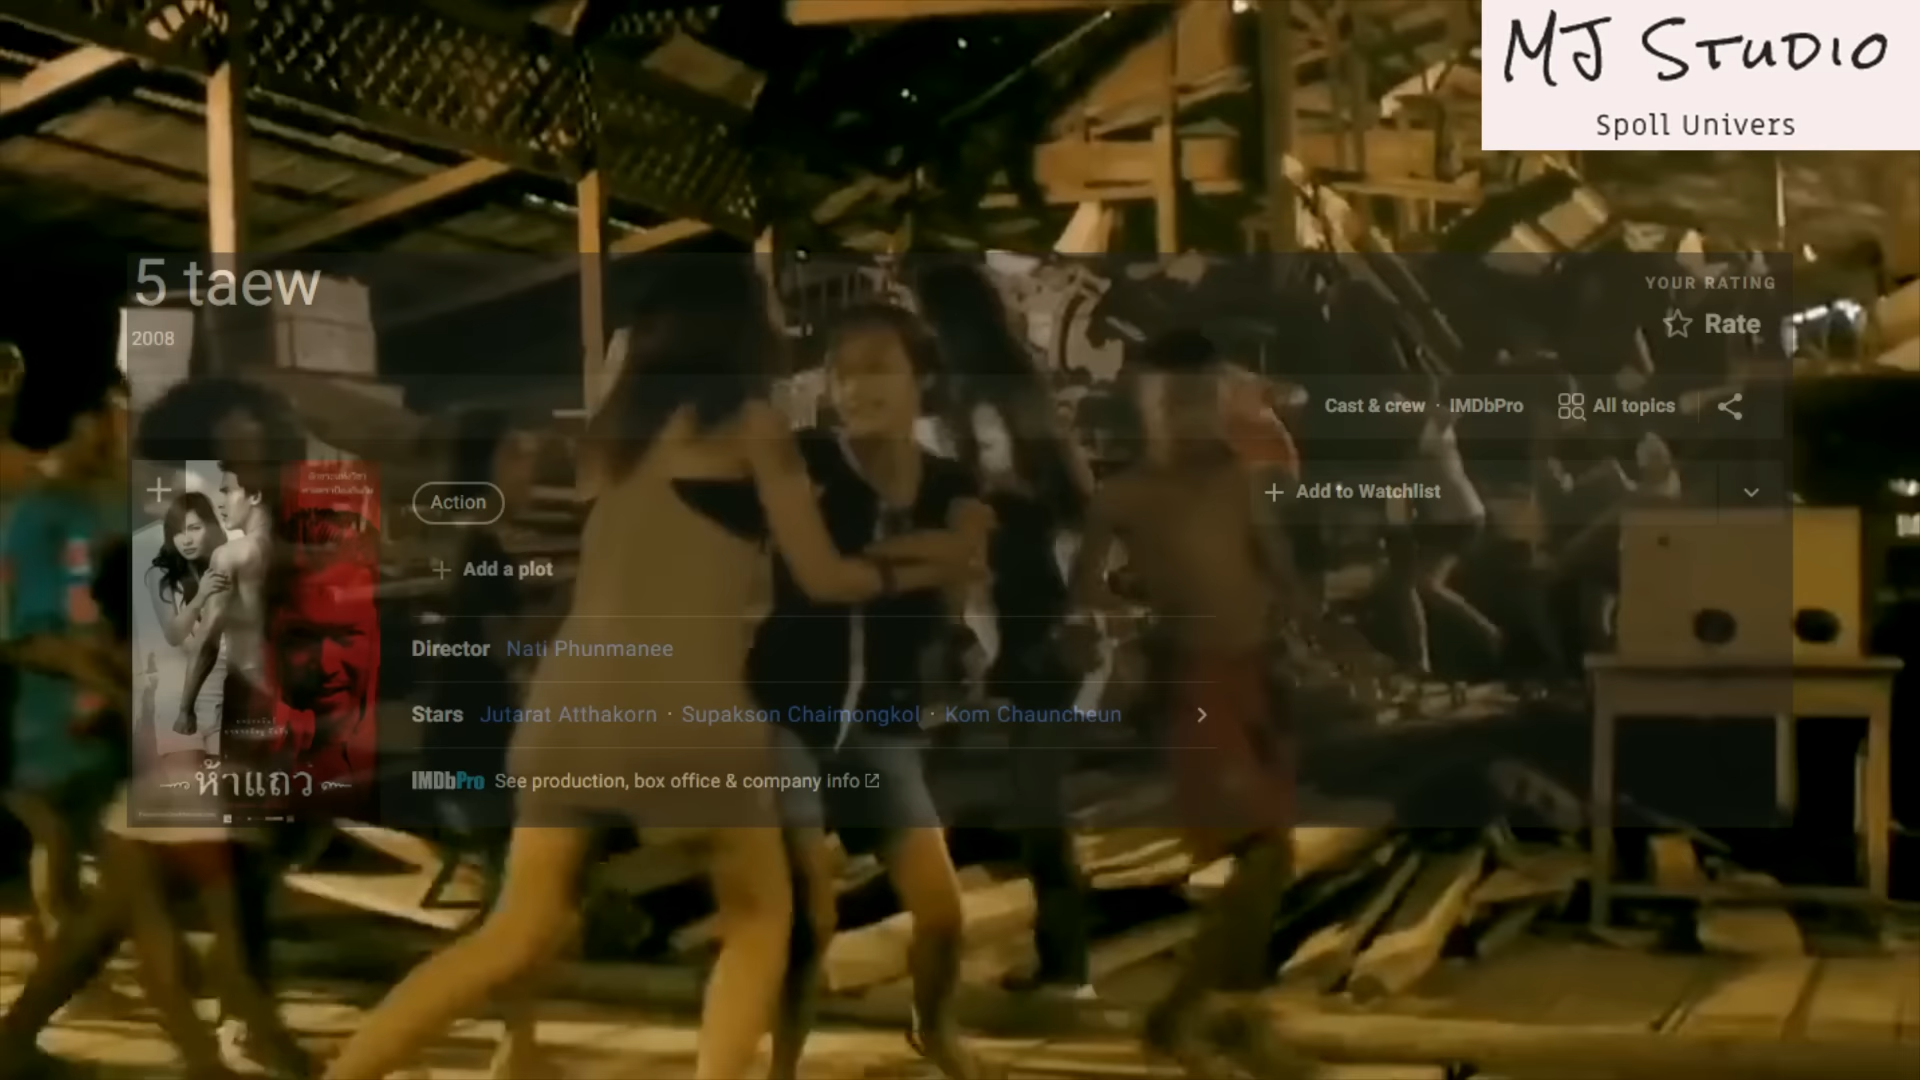 MJ STUDIO
Spoll Univers
5 taew
2008
YOUR RATING
Rate
Cast & crew · IMDbPro
All topics
Action
Add to Watchlist
Add a plot
Director Nati Phunmanee
Stars Jutarat Atthakorn · Supakson Chaimongkol · Kom Chauncheun
IMDbPro See production, box office & company info
ห้าแถว